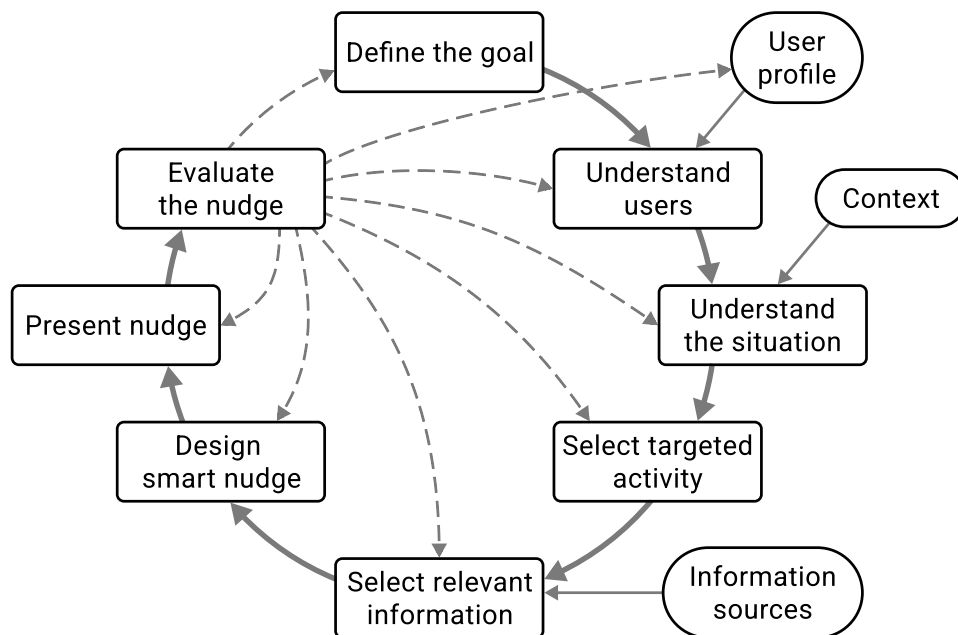 Define the goal
User
profile
Evaluate
the nudge
Understand
users
Context
Present nudge
Understand
the situation
Design
smart nudge
Select targeted
activity
Select relevant
information
Information
sources